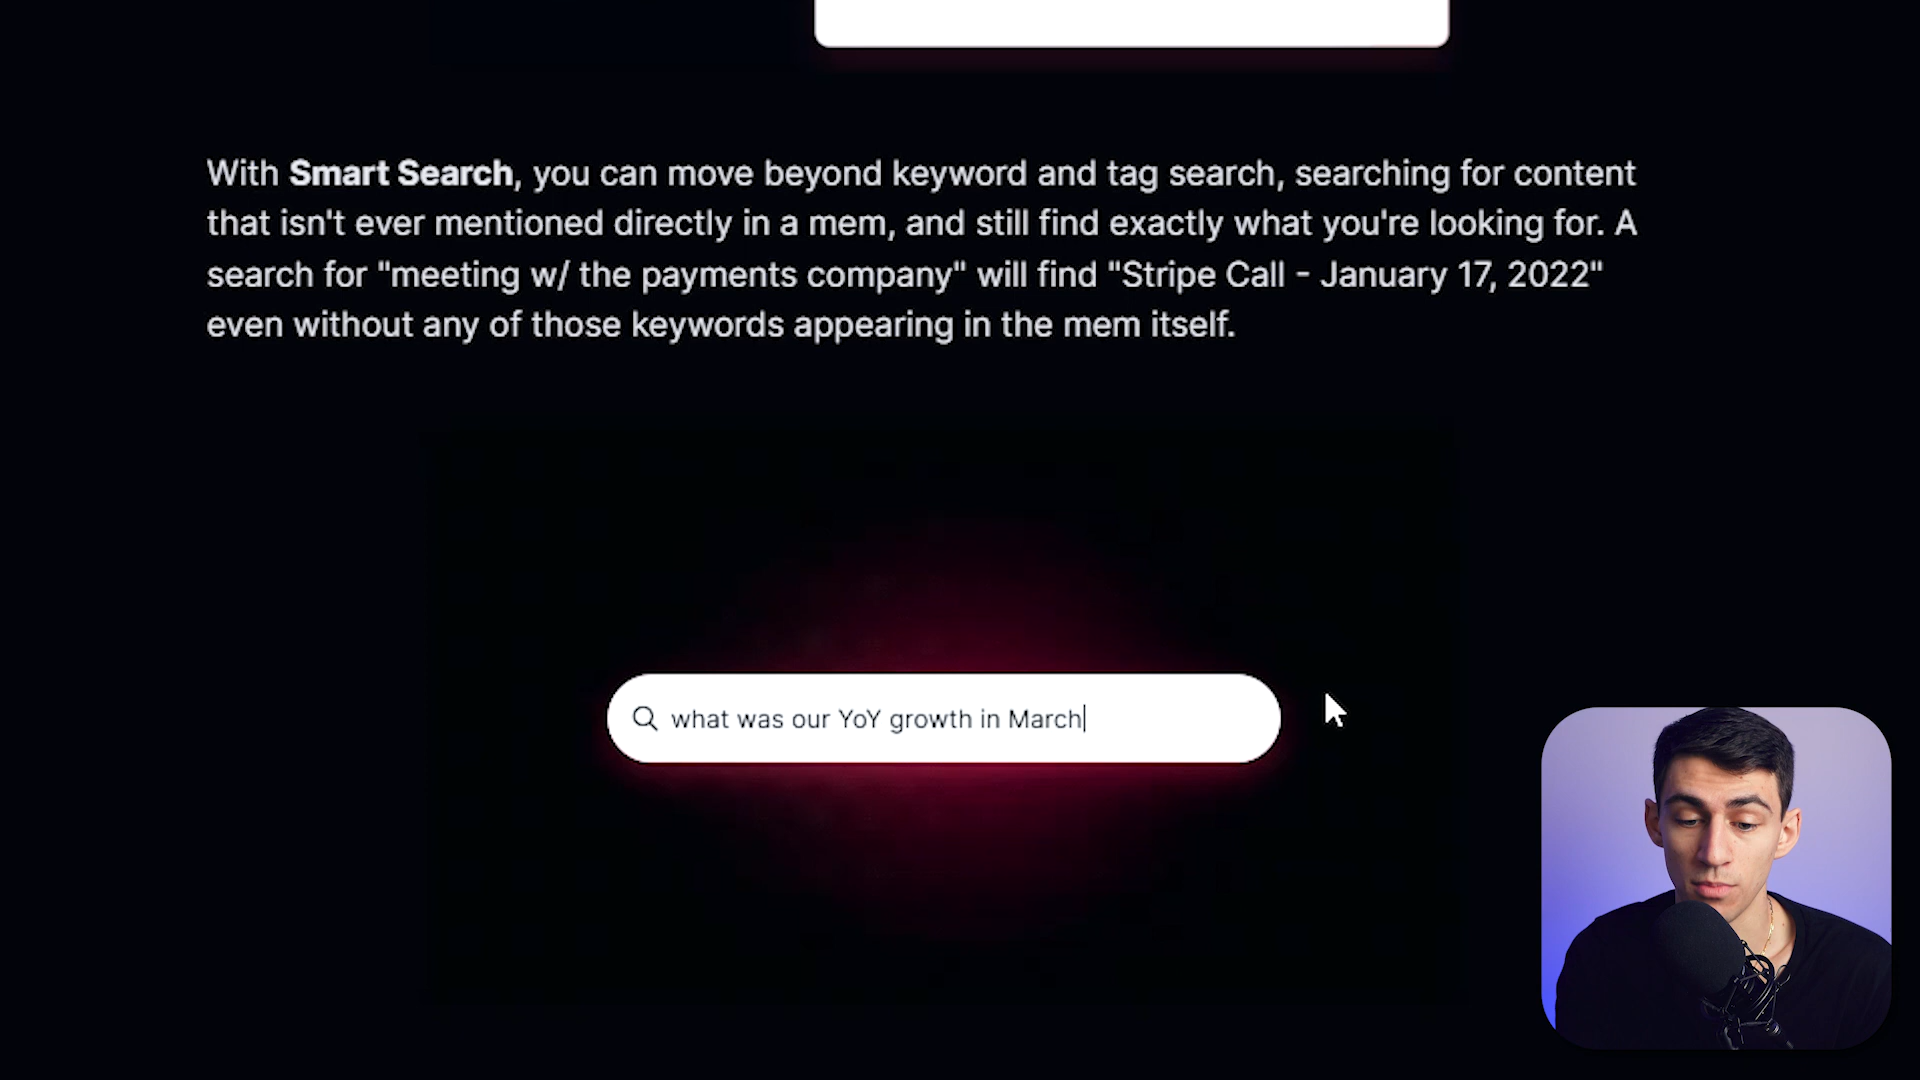 With Smart Search, you can move beyond keyword and tag search, searching for content
that isn't ever mentioned directly in a mem, and still find exactly what you're looking for. A
search for "meeting w/ the payments company" will find "Stripe Call - January 17, 2022"
even without any of those keywords appearing in the mem itself.
what was our YoY growth in March